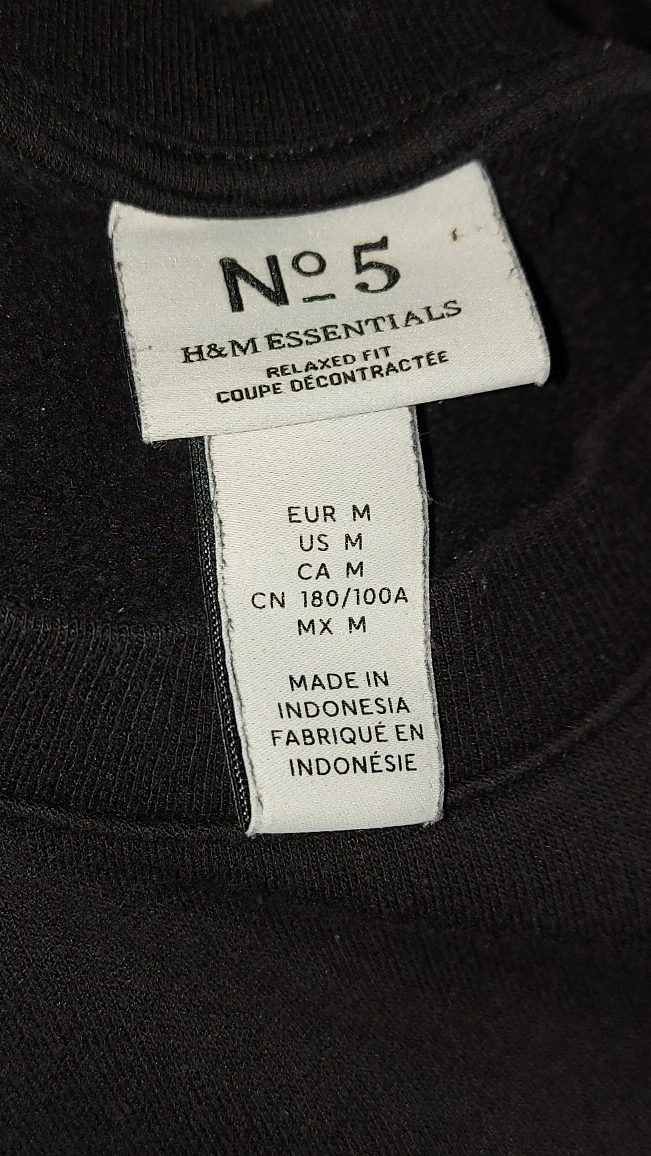 Nº 5
H&M ESSENTIALS
RELAXED FIT
COUPE DÉCONTRACTÉE
EUR M
US M
CA M
CN 180/100A
MX M
MADE IN
INDONESIA
FABRIQUÉ EN
INDONÉSIE